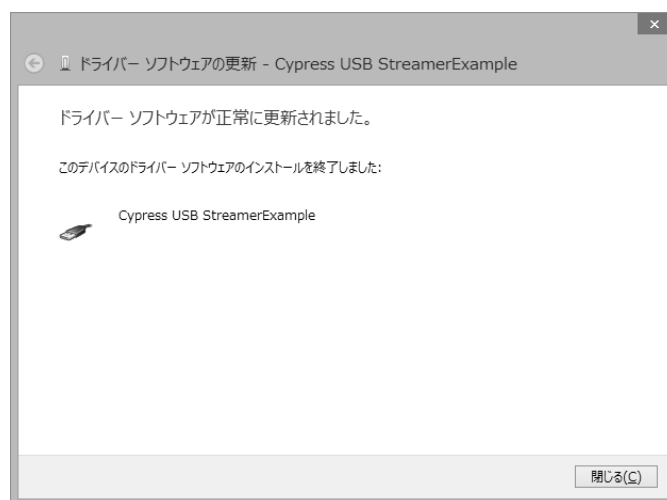 ドライバー ソフトウェアの更新 - Cypress USB StreamerExample
ドライバー ソフトウェアが正常に更新されました。
このデバイスのドライバー ソフトウェアのインストールを終了しました:
Cypress USB StreamerExample
閉じる(C)